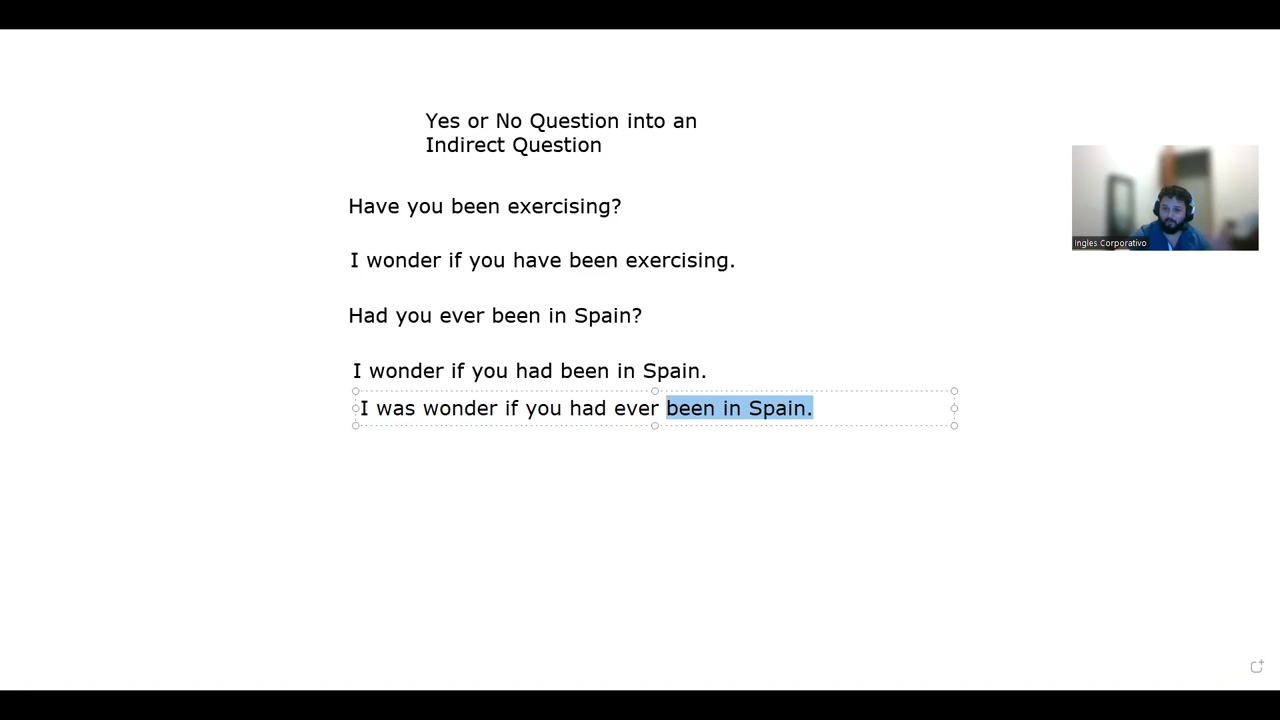 Yes or No Question into an
Indirect Question
Have you been exercising?
I wonder if you have been exercising.
Ingles Corporativo
Had you ever been in Spain?
I wonder if you had been in Spain.
I was wonder if you had ever been in Spain.